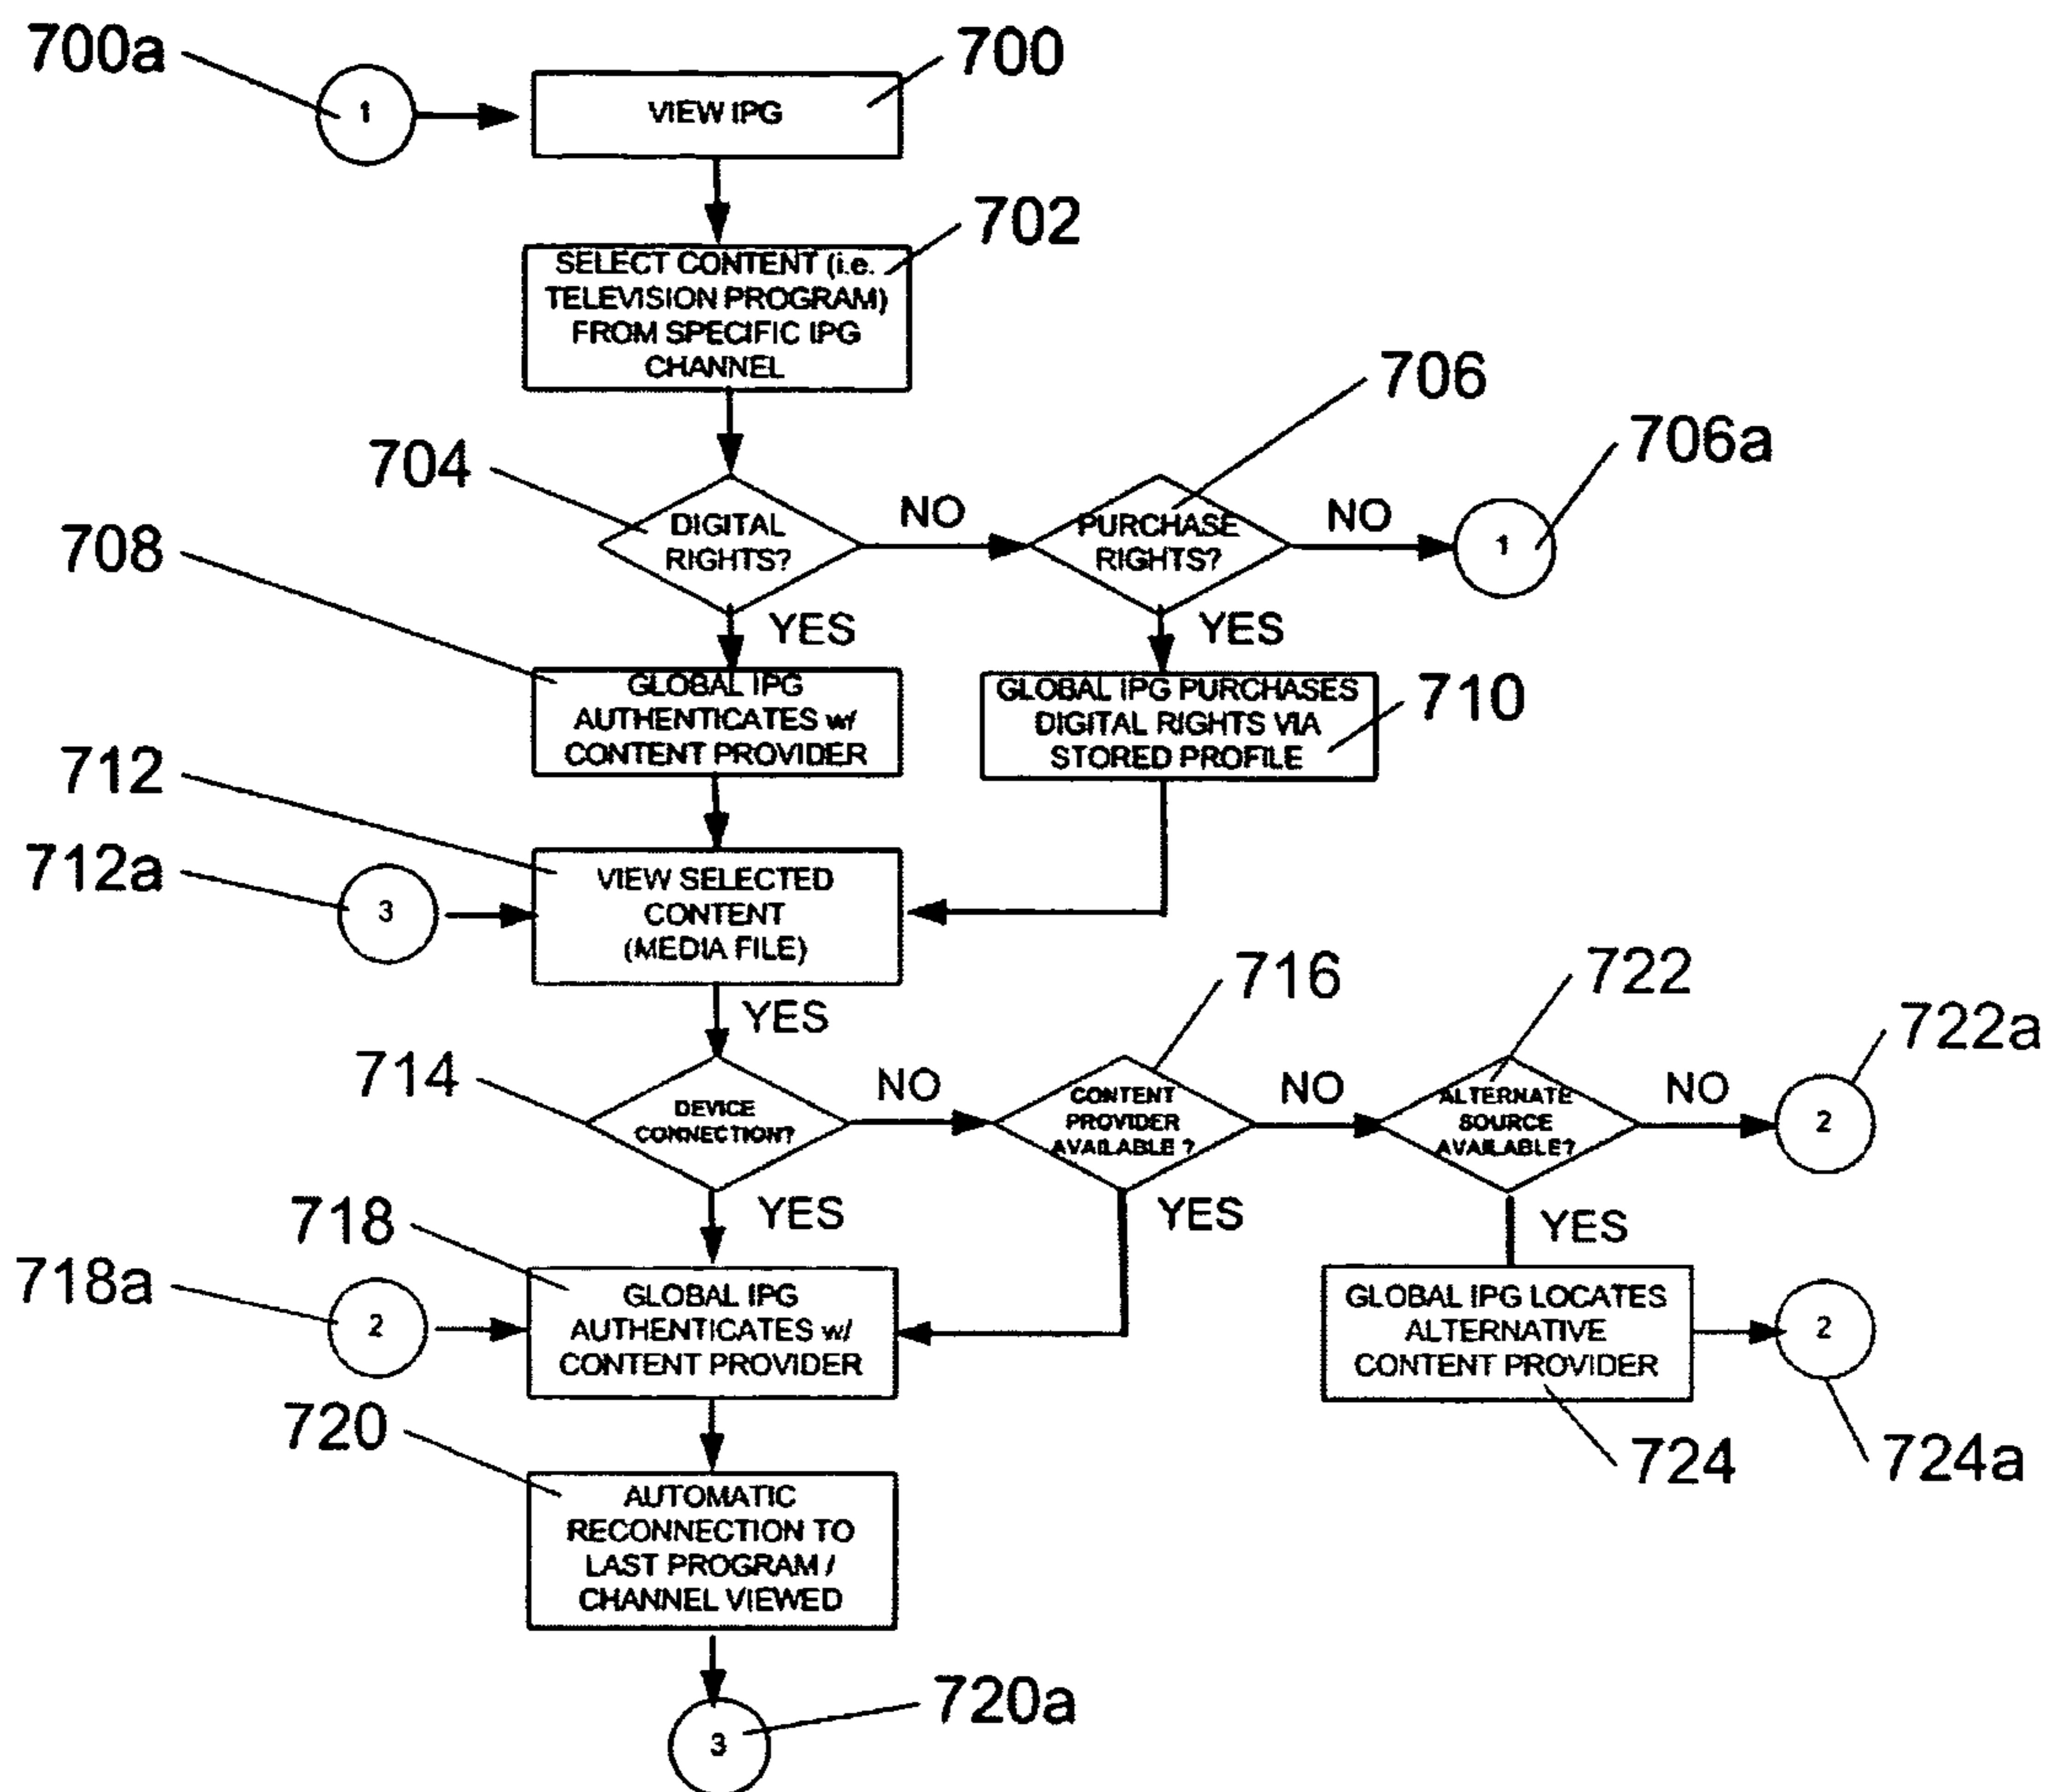 700a
1
VIEW IPG
700
702
SELECT CONTENT (i.e.
TELEVISION PROGRAM)
FROM SPECIFIC IPG
CHANNEL
706
706a
704
DIGITAL
RIGHTS?
NO
PURCHASE
RIGHTS?
NO
1
708
YES
YES
GLOBAL IPG
AUTHENTICATES w/
CONTENT PROVIDER
GLOBAL IPG PURCHASES
DIGITAL RIGHTS VIA
STORED PROFILE
710
712
712a
3
VIEW SELECTED
CONTENT
(MEDIA FILE)
716
722
722a
YES
714
DEVICE
CONNECTION?
NO
CONTENT
PROVIDER
AVAILABLE ?
NO
ALTERNATE
SOURCE
AVAILABLE?
NO
2
YES
YES
YES
718
718a
2
GLOBAL IPG
AUTHENTICATES w/
CONTENT PROVIDER
GLOBAL IPG LOCATES
ALTERNATIVE
CONTENT PROVIDER
2
724
724a
720
AUTOMATIC
RECONNECTION TO
LAST PROGRAM /
CHANNEL VIEWED
720a
3